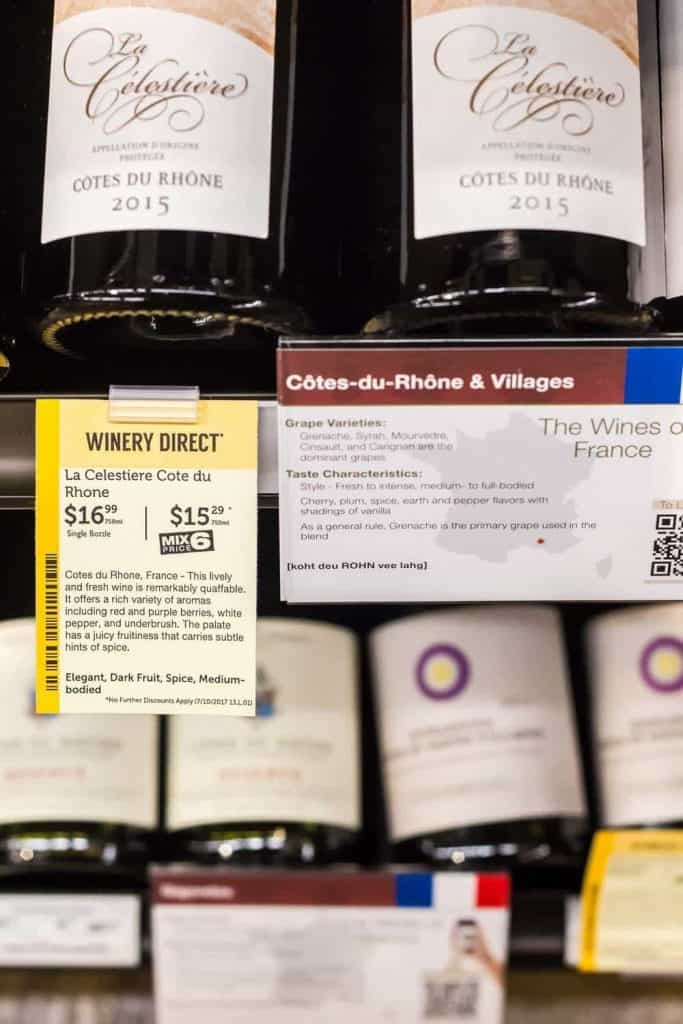 La
Célestière
APPELLATION D'ORIGINE
PROTÉGÉE
CÔTES DU RHÔNE
2015
La
Célestière
APPELLATION D'ORIGINE
PROTÉGÉE
CÔTES DU RHÔNE
2015
WINERY DIRECT*
La Celestiere Cote du
Rhone
$16.99 750ml
Single Bottle
$15.29* 750ml
MIX 6
PRICE
Cotes du Rhone, France - This lively
and fresh wine is remarkably quaffable.
It offers a rich variety of aromas
including red and purple berries, white
pepper, and underbrush. The palate
has a juicy fruitiness that carries subtle
hints of spice.
Elegant, Dark Fruit, Spice, Medium-
bodied
*No Further Discounts Apply (7/10/2017 13.L.01)
Côtes-du-Rhône & Villages
Grape Varieties:
Grenache, Syrah, Mourvèdre,
Cinsault, and Carignan are the
dominant grapes
Taste Characteristics:
Style - Fresh to intense, medium- to full-bodied
Cherry, plum, spice, earth and pepper flavors with
shadings of vanilla
As a general rule, Grenache is the primary grape used in the
blend
[koht deu ROHN vee lahg]
The Wines o
France
To L